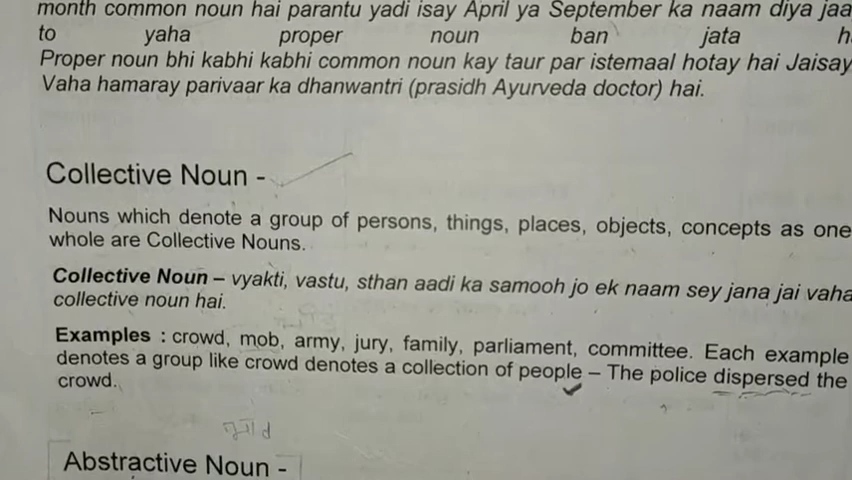 month common noun hai parantu yadi isay April ya September ka naam diya jaa
to yaha proper noun ban jata h
Proper noun bhi kabhi kabhi common noun kay taur par istemaal hotay hai Jaisay
Vaha hamaray parivaar ka dhanwantri (prasidh Ayurveda doctor) hai.
Collective Noun -
Nouns which denote a group of persons, things, places, objects, concepts as one
whole are Collective Nouns.
Collective Noun – vyakti, vastu, sthan aadi ka samooh jo ek naam sey jana jai vaha
collective noun hai.
Examples : crowd, mob, army, jury, family, parliament, committee. Each example
denotes a group like crowd denotes a collection of people – The police dispersed the
crowd.
Abstractive Noun -